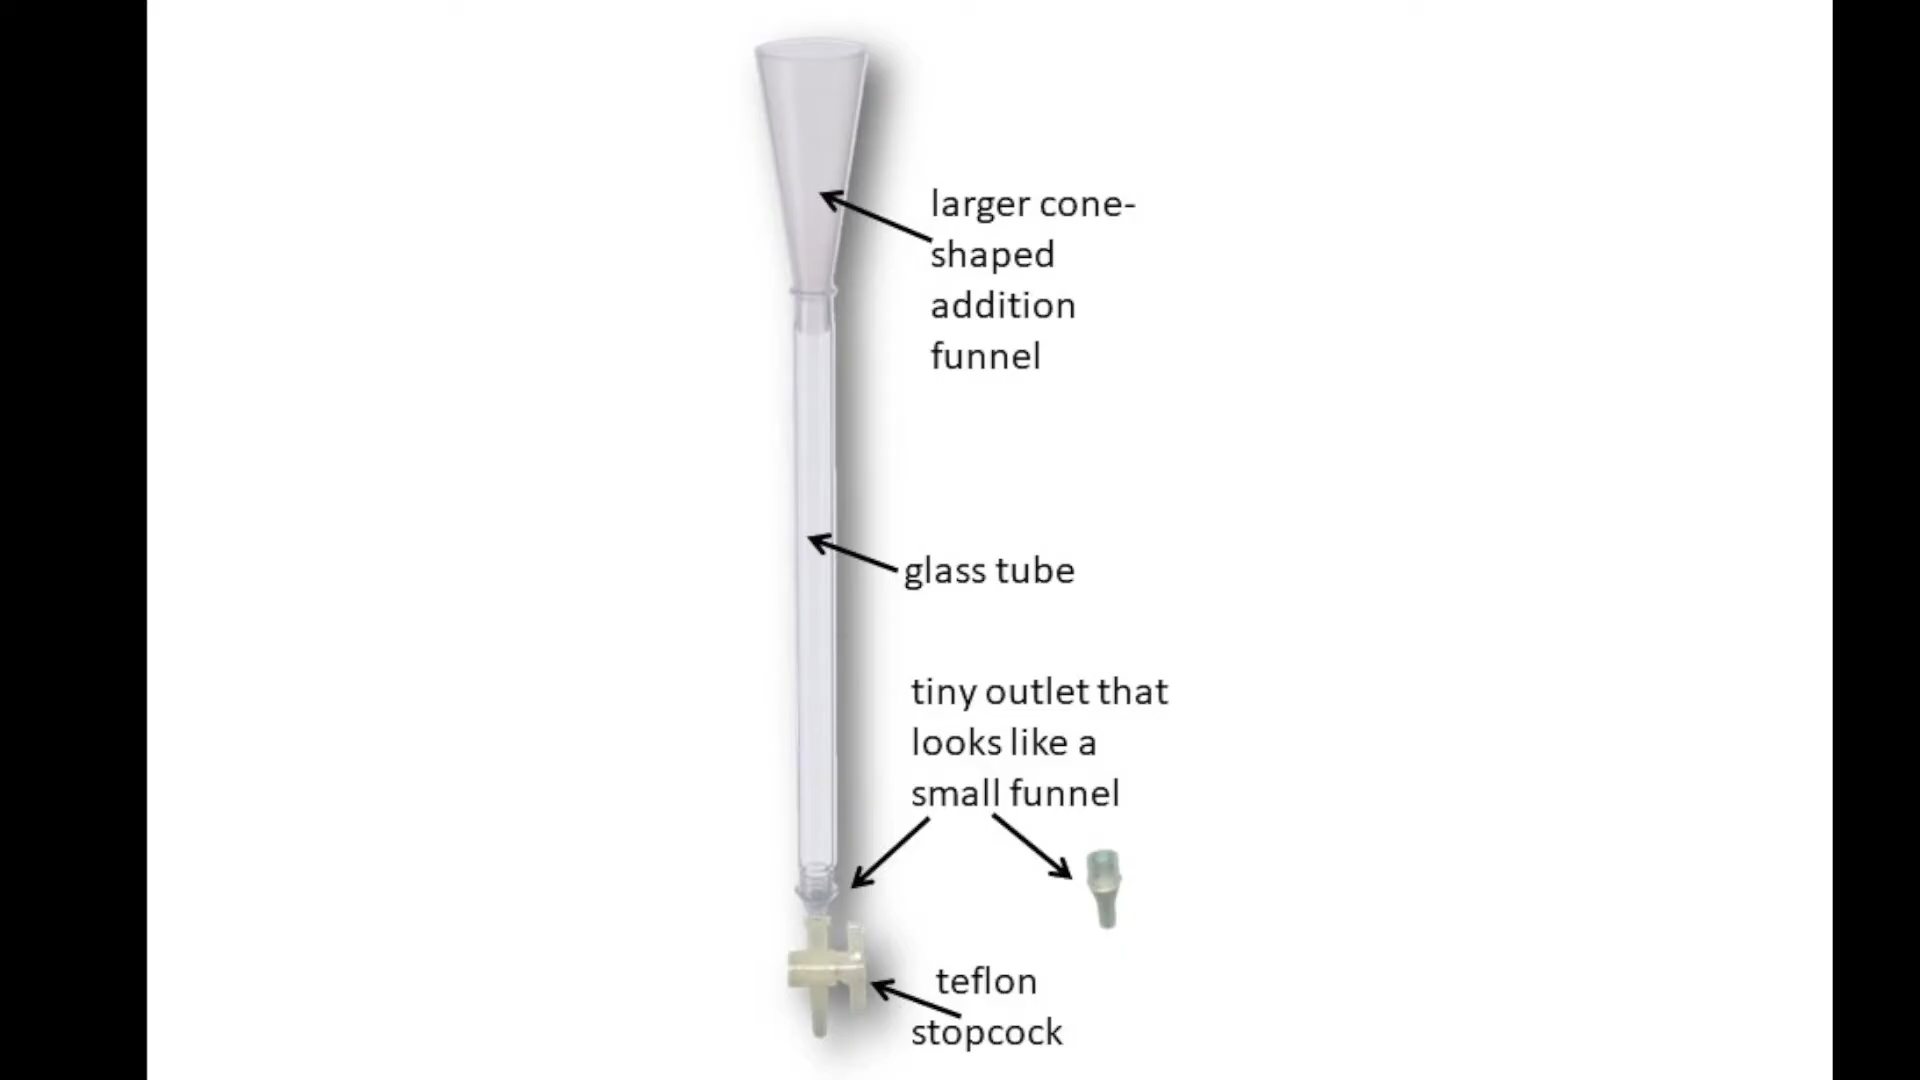 larger cone-
shaped
addition
funnel
glass tube
tiny outlet that
looks like a
small funnel
teflon
stopcock